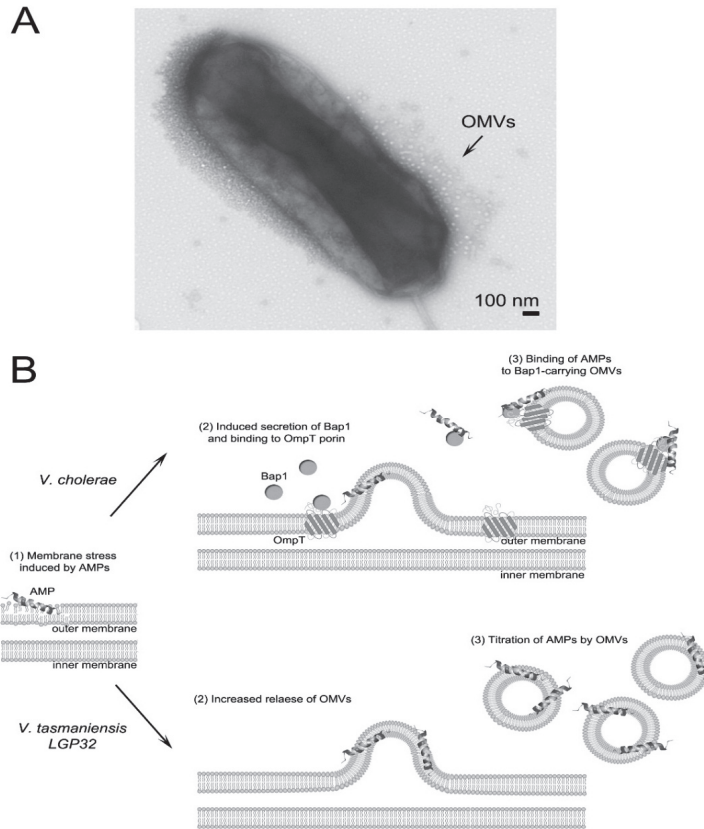 A
OMVs
100 nm
B
(3) Binding of AMPs
to Bap1-carrying OMVs
(2) Induced secretion of Bap1
and binding to OmpT porin
V. cholerae
Bap1
(1) Membrane stress
induced by AMPs
OmpT
outer membrane
inner membrane
AMP
outer membrane
inner membrane
(3) Titration of AMPs by OMVs
(2) Increased relaese of OMVs
V. tasmaniensis
LGP32